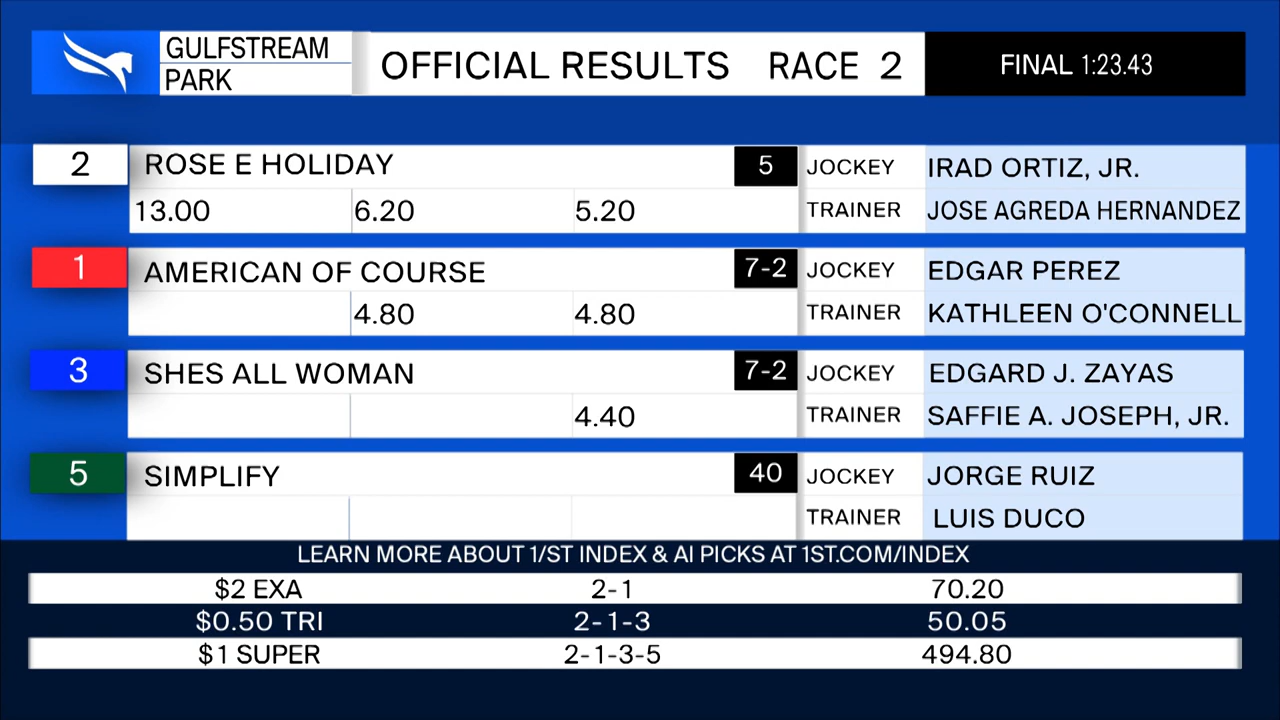 GULFSTREAM
PARK
OFFICIAL RESULTS RACE 2
FINAL 1:23.43
2 ROSE E HOLIDAY 5 JOCKEY IRAD ORTIZ, JR.
13.00 6.20 5.20 TRAINER JOSE AGREDA HERNANDEZ
1 AMERICAN OF COURSE 7-2 JOCKEY EDGAR PEREZ
4.80 4.80 TRAINER KATHLEEN O'CONNELL
3 SHES ALL WOMAN 7-2 JOCKEY EDGARD J. ZAYAS
4.40 TRAINER SAFFIE A. JOSEPH, JR.
5 SIMPLIFY 40 JOCKEY JORGE RUIZ
TRAINER LUIS DUCO
LEARN MORE ABOUT 1/ST INDEX & AI PICKS AT 1ST.COM/INDEX
$2 EXA 2-1 70.20
$0.50 TRI 2-1-3 50.05
$1 SUPER 2-1-3-5 494.80